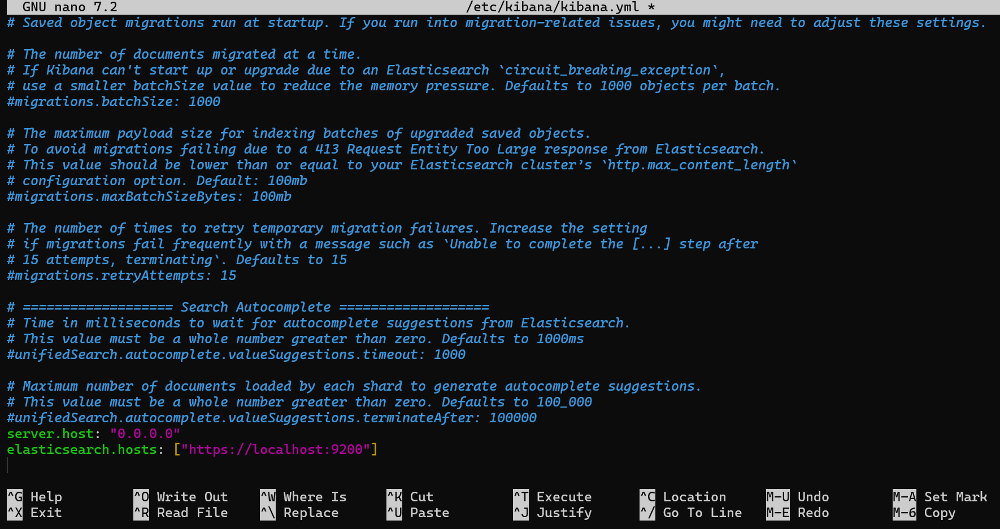 GNU nano 7.2 /etc/kibana/kibana.yml *
# Saved object migrations run at startup. If you run into migration-related issues, you might need to adjust these settings.
# The number of documents migrated at a time.
# If Kibana can't start up or upgrade due to an Elasticsearch `circuit_breaking_exception`,
# use a smaller batchSize value to reduce the memory pressure. Defaults to 1000 objects per batch.
#migrations.batchSize: 1000
# The maximum payload size for indexing batches of upgraded saved objects.
# To avoid migrations failing due to a 413 Request Entity Too Large response from Elasticsearch.
# This value should be lower than or equal to your Elasticsearch cluster’s `http.max_content_length`
# configuration option. Default: 100mb
#migrations.maxBatchSizeBytes: 100mb
# The number of times to retry temporary migration failures. Increase the setting
# if migrations fail frequently with a message such as `Unable to complete the [...] step after
# 15 attempts, terminating`. Defaults to 15
#migrations.retryAttempts: 15
# =================== Search Autocomplete ===================
# Time in milliseconds to wait for autocomplete suggestions from Elasticsearch.
# This value must be a whole number greater than zero. Defaults to 1000ms
#unifiedSearch.autocomplete.valueSuggestions.timeout: 1000
# Maximum number of documents loaded by each shard to generate autocomplete suggestions.
# This value must be a whole number greater than zero. Defaults to 100_000
#unifiedSearch.autocomplete.valueSuggestions.terminateAfter: 100000
server.host: "0.0.0.0"
elasticsearch.hosts: ["https://localhost:9200"]
^G Help ^O Write Out ^W Where Is ^K Cut ^T Execute ^C Location M-U Undo M-A Set Mark
^X Exit ^R Read File ^\ Replace ^U Paste ^J Justify ^/ Go To Line M-E Redo M-6 Copy